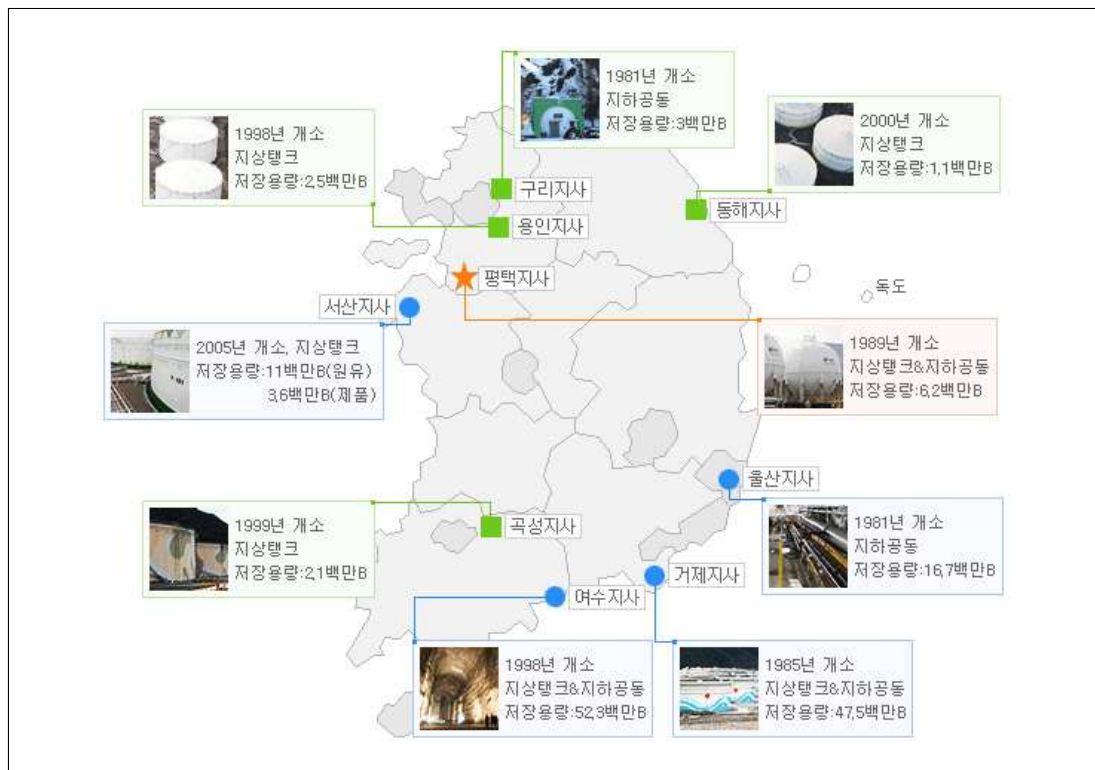 1981년 개소
지하공동
저장용량:3백만B
1998년 개소
지상탱크
저장용량:2,5백만B
2000년 개소
지상탱크
저장용량:1,1백만B
구리지사
동해지사
용인지사
평택지사
독도
서산지사
2005년 개소, 지상탱크
저장용량:11백만B(원유)
3,6백만B(제품)
1989년 개소
지상탱크&지하공동
저장용량:6,2백만B
울산지사
1999년 개소
지상탱크
저장용량:2,1백만B
곡성지사
1981년 개소
지하공동
저장용량:16,7백만B
거제지사
여수지사
1998년 개소
지상탱크&지하공동
저장용량:52,3백만B
1985년 개소
지상탱크&지하공동
저장용량:47,5백만B